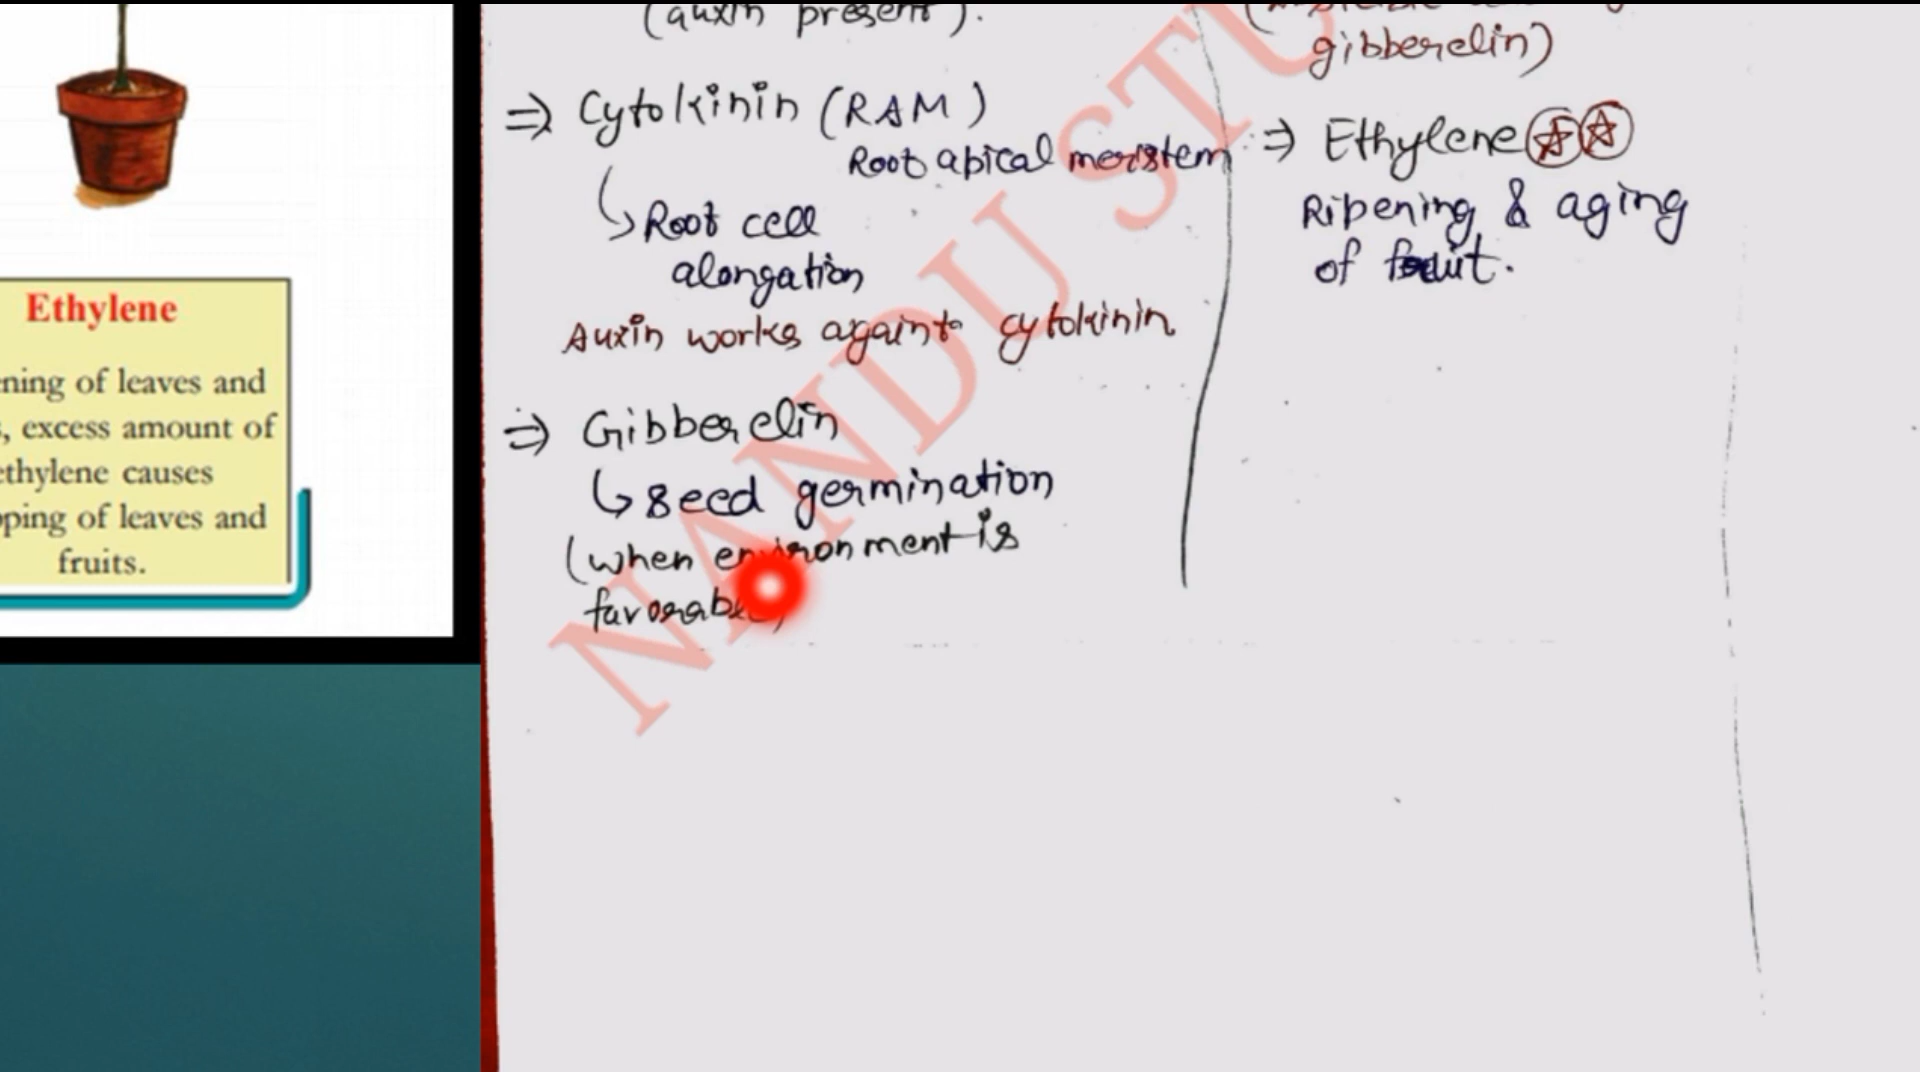 Ethylene
ning of leaves and
, excess amount of
ethylene causes
pping of leaves and
fruits.
(auxin present).
⇒ Cytokinin (RAM)
Root apical meristem
↳ Root cell
alongation
Auxin works againt cytokinin
⇒ Gibberelin
↳ seed germination
(when environment is
favorable)
gibberelin)
⇒ Ethylene ☆☆
Ripening & aging
of fruit.
NANDU STU